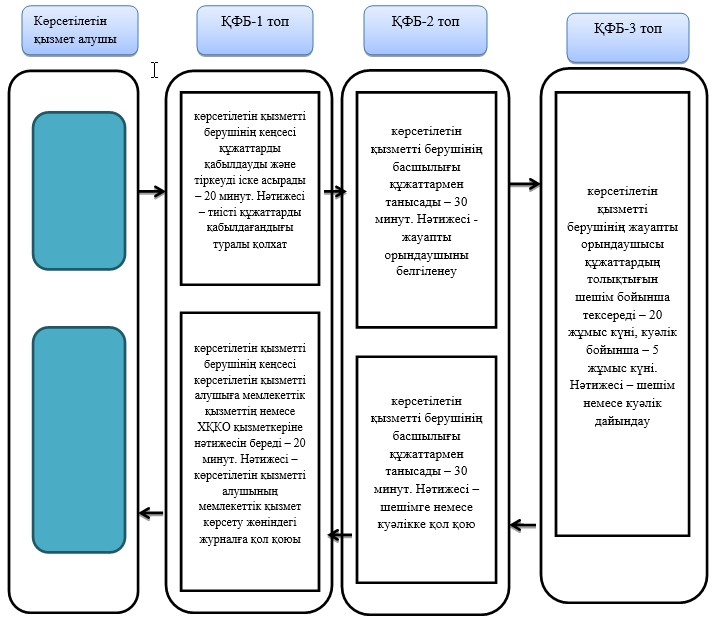 Көрсетілетін
қызмет алушы
ҚФБ-1 топ
ҚФБ-2 топ
ҚФБ-3 топ
көрсетілетін қызметті
берушінің кеңсесі
құжаттарды
қабылдауды және
тіркеуді іске асырады
– 20 минут. Нәтижесі
– тиісті құжаттарды
қабылдағандығы
туралы қолхат
көрсетілетін
қызметті берушінің
басшылығы
құжаттармен
танысады – 30
минут. Нәтижесі -
жауапты
орындаушыны
белгіленеу
көрсетілетін
қызметті
берушінің жауапты
орындаушысы
құжаттардың
толықтығын
шешім бойынша
тексереді – 20
жұмыс күні, куәлік
бойынша – 5
жұмыс күні.
Нәтижесі – шешім
немесе куәлік
дайындау
көрсетілетін қызметті
берушінің басшылығы
құжаттармен
танысады – 30
минут. Нәтижесі –
шешімге немесе
куәлікке қол қою
көрсетілетін қызметті
берушінің кеңсесі
көрсетілетін қызметті
алушыға мемлекеттік
қызметтің немесе
ХҚКО қызметкеріне
нәтижесін береді – 20
минут. Нәтижесі –
көрсетілетін қызметті
алушының
мемлекеттік қызмет
көрсету жөніндегі
журналға қол қоюы